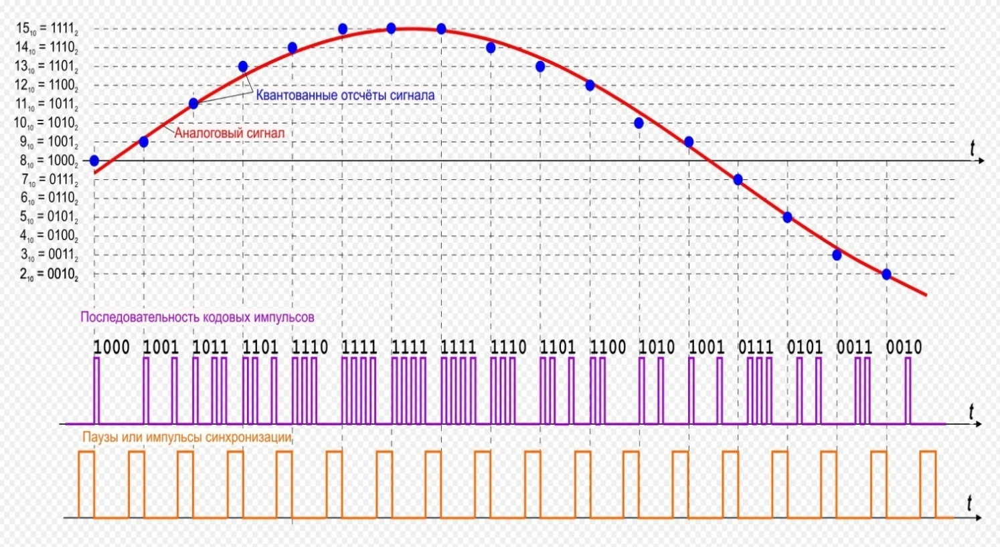 15₁₀ = 1111₂
14₁₀ = 1110₂
13₁₀ = 1101₂
12₁₀ = 1100₂
Квантованные отсчёты сигнала
11₁₀ = 1011₂
10₁₀ = 1010₂
Аналоговый сигнал
9₁₀ = 1001₂
t
8₁₀ = 1000₂
7₁₀ = 0111₂
6₁₀ = 0110₂
5₁₀ = 0101₂
4₁₀ = 0100₂
3₁₀ = 0011₂
2₁₀ = 0010₂
Последовательность кодовых импульсов
1000 1001 1011 1101 1110 1111 1111 1111 1110 1101 1100 1010 1001 0111 0101 0011 0010
t
Паузы или импульсы синхронизации
t